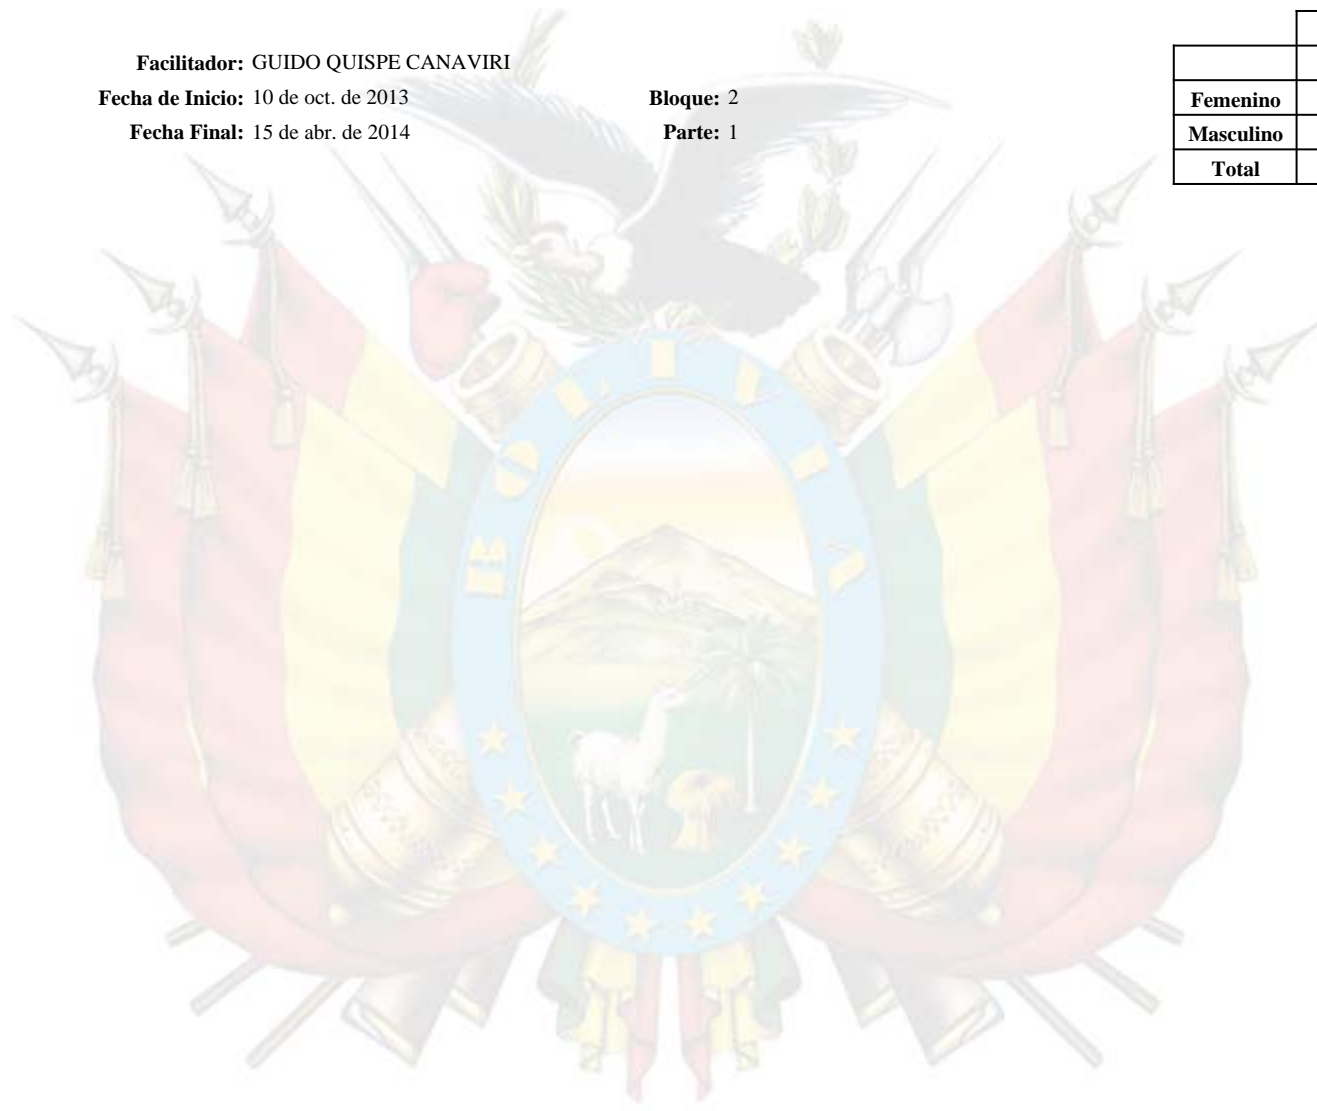 Facilitador: GUIDO QUISPE CANAVIRI
Fecha de Inicio: 10 de oct. de 2013 Bloque: 2
Fecha Final: 15 de abr. de 2014 Parte: 1
Femenino
Masculino
Total
BOLIVIA